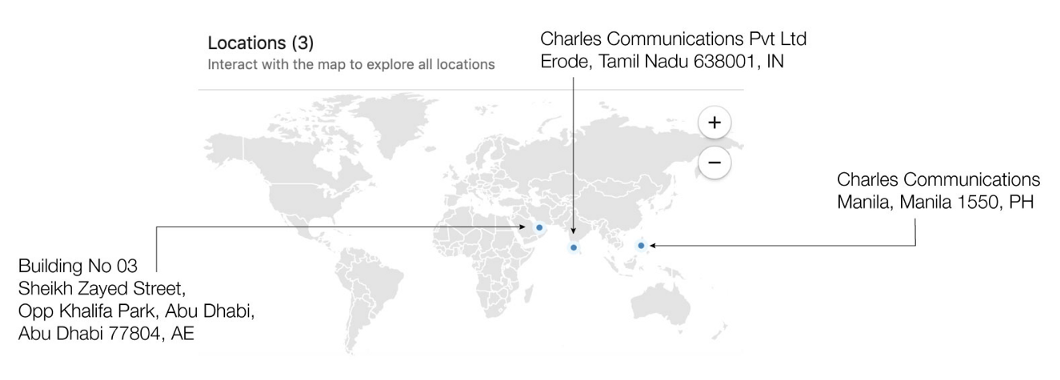 Locations (3)
Interact with the map to explore all locations
Charles Communications Pvt Ltd
Erode, Tamil Nadu 638001, IN
+
−
Charles Communications
Manila, Manila 1550, PH
Building No 03
Sheikh Zayed Street,
Opp Khalifa Park, Abu Dhabi,
Abu Dhabi 77804, AE